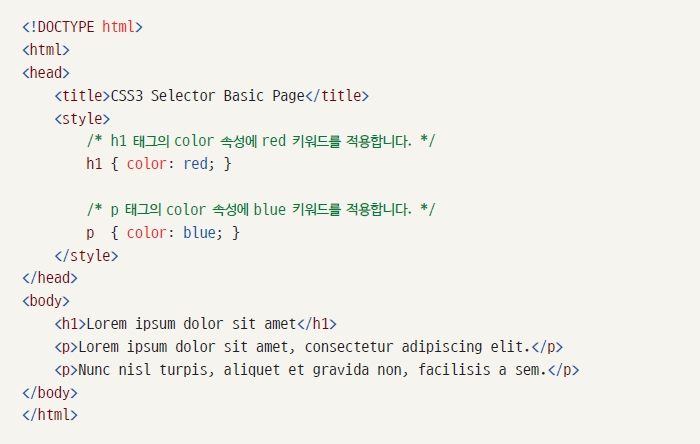 <!DOCTYPE html>
<html>
<head>
    <title>CSS3 Selector Basic Page</title>
    <style>
        /* h1 태그의 color 속성에 red 키워드를 적용합니다. */
        h1 { color: red; }

        /* p 태그의 color 속성에 blue 키워드를 적용합니다. */
        p  { color: blue; }
    </style>
</head>
<body>
    <h1>Lorem ipsum dolor sit amet</h1>
    <p>Lorem ipsum dolor sit amet, consectetur adipiscing elit.</p>
    <p>Nunc nisl turpis, aliquet et gravida non, facilisis a sem.</p>
</body>
</html>